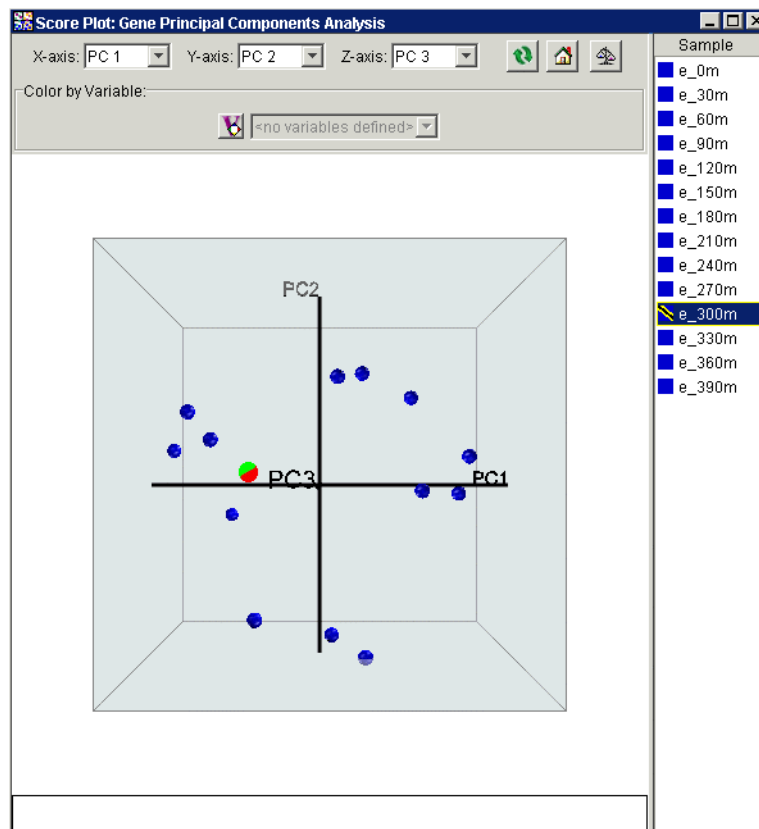 Score Plot: Gene Principal Components Analysis
X-axis: PC 1 Y-axis: PC 2 Z-axis: PC 3
Color by Variable:
<no variables defined>
PC2
PC3
PC1
Sample
e_0m
e_30m
e_60m
e_90m
e_120m
e_150m
e_180m
e_210m
e_240m
e_270m
e_300m
e_330m
e_360m
e_390m